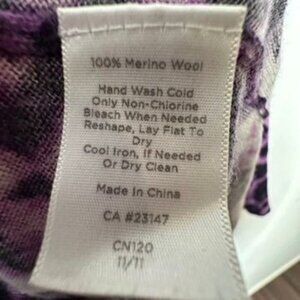 100% Merino Wool
Hand Wash Cold
Only Non-Chlorine
Bleach When Needed
Reshape, Lay Flat To
Dry
Cool Iron, If Needed
Or Dry Clean
Made In China
CA #23147
CN120
11/11